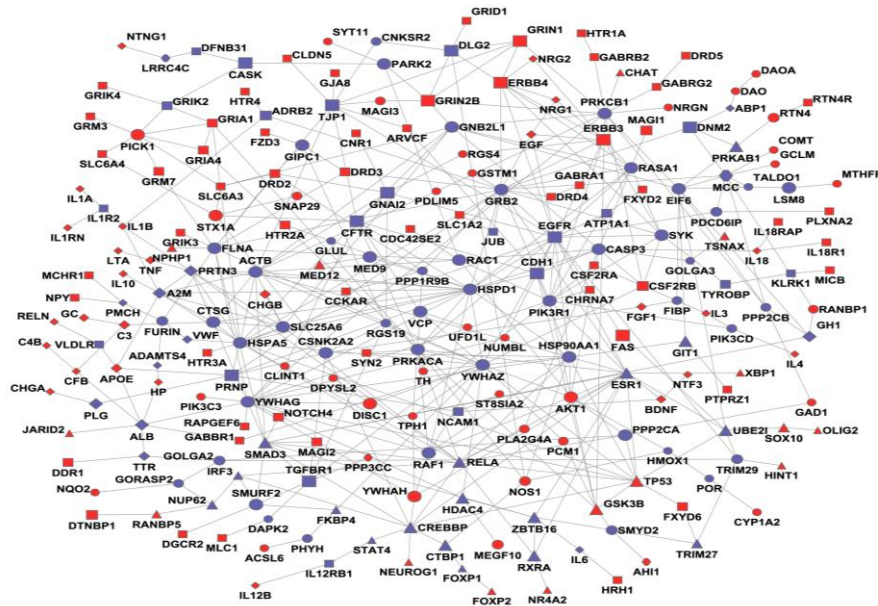 GRID1
SYT11
CNKSR2
GRIN1
NTNG1
DFNB31
CLDN5
DLG2
HTR1A
LRRC4C
PARK2
NRG2
GABRB2
DRD5
CASK
GJA8
ERBB4
CHAT
DAOA
GRIK4
GRIK2
HTR4
ADRB2
GRIN2B
PRKCB1
GABRG2
DAO
GRIA1
TJP1
MAGI3
NRG1
NRGN
ABP1
RTN4R
GRM3
GNB2L1
MAGI1
RTN4
PICK1
FZD3
CNR1
ARVCF
EGF
ERBB3
DNM2
COMT
SLC6A4
GRIA4
GIPC1
RGS4
PRKAB1
GCLM
GRM7
DRD2
DRD3
GSTM1
GABRA1
RASA1
TALDO1
MTHFR
IL1A
SLC6A3
SNAP29
GNAI2
PDLIM5
GRB2
DRD4
FXYD2
MCC
LSM8
IL1R2
IL1B
STX1A
HTR2A
CFTR
SLC1A2
ATP1A1
EIF6
PDCD6IP
PLXNA2
IL1RN
GRIK3
FLNA
GLUL
CDC42SE2
JUB
EGFR
SYK
IL18RAP
LTA
NPHP1
ACTB
MED9
RAC1
CASP3
TSNAX
IL18R1
TNF
PRTN3
MED12
CDH1
CSF2RA
GOLGA3
IL18
MCHR1
IL10
PPP1R9B
HSPD1
CSF2RB
TYROBP
KLRK1
MICB
NPY
A2M
CHGB
CCKAR
CHRNA7
RELN
GC
PMCH
CTSG
SLC25A6
VCP
PIK3R1
FGF1
IL3
FIBP
PPP2CB
RANBP1
C4B
C3
FURIN
VWF
RGS19
UFD1L
NUMBL
PIK3CD
GH1
VLDLR
ADAMTS4
HSPA5
CSNK2A2
PRKACA
HSP90AA1
FAS
GIT1
CHGA
CFB
APOE
HTR3A
SYN2
YWHAZ
ESR1
IL4
HP
PRNP
CLINT1
TH
NTF3
XBP1
PLG
PIK3C3
YWHAG
DPYSL2
ST8SIA2
AKT1
BDNF
PTPRZ1
GAD1
JARID2
RAPGEF6
NOTCH4
DISC1
TPH1
NCAM1
PLA2G4A
PPP2CA
UBE2I
OLIG2
ALB
GABBR1
SMAD3
MAGI2
PCM1
SOX10
DDR1
TTR
GOLGA2
IRF3
TGFBR1
PPP3CC
RAF1
RELA
HMOX1
TRIM29
HINT1
NQO2
GORASP2
NUP62
SMURF2
YWHAH
NOS1
TP53
POR
DTNBP1
RANBP5
FKBP4
HDAC4
GSK3B
FXYD6
CYP1A2
DAPK2
CREBBP
ZBTB16
SMYD2
DGCR2
MLC1
PHYH
STAT4
CTBP1
MEGF10
TRIM27
ACSL6
IL12RB1
NEUROG1
FOXP1
RXRA
IL6
AHI1
IL12B
FOXP2
NR4A2
HRH1